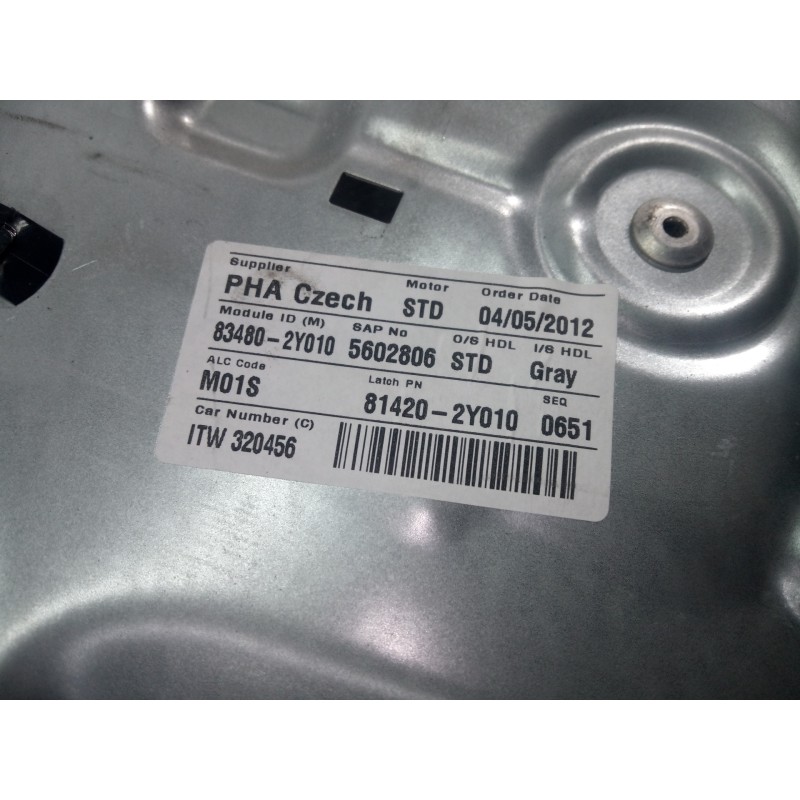 Supplier Motor Order Date
PHA Czech STD 04/05/2012
Module ID (M) SAP No O/S HDL I/S HDL
83480-2Y010 5602806 STD Gray
ALC Code Latch PN SEQ
M01S 81420-2Y010 0651
Car Number (C)
ITW 320456